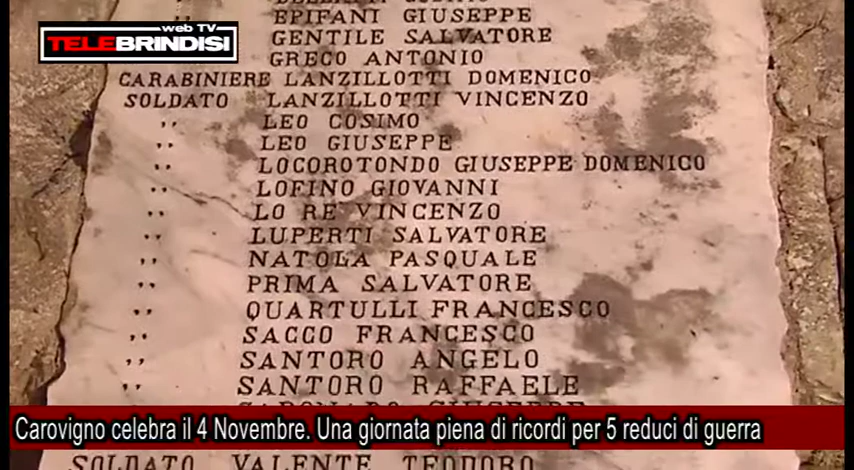 web TV
TELEBRINDISI
EPIFANI GIUSEPPE
GENTILE SALVATORE
GRECO ANTONIO
CARABINIERE LANZILLOTTI DOMENICO
SOLDATO LANZILLOTTI VINCENZO
" LEO COSIMO
" LEO GIUSEPPE
" LOCOROTONDO GIUSEPPE DOMENICO
" LOFINO GIOVANNI
" LO RE VINCENZO
" LUPERTI SALVATORE
" NATOLA PASQUALE
" PRIMA SALVATORE
" QUARTULLI FRANCESCO
" SACCO FRANCESCO
" SANTORO ANGELO
" SANTORO RAFFAELE
Carovigno celebra il 4 Novembre. Una giornata piena di ricordi per 5 reduci di guerra
SOLDATO VALENTE TEODORO